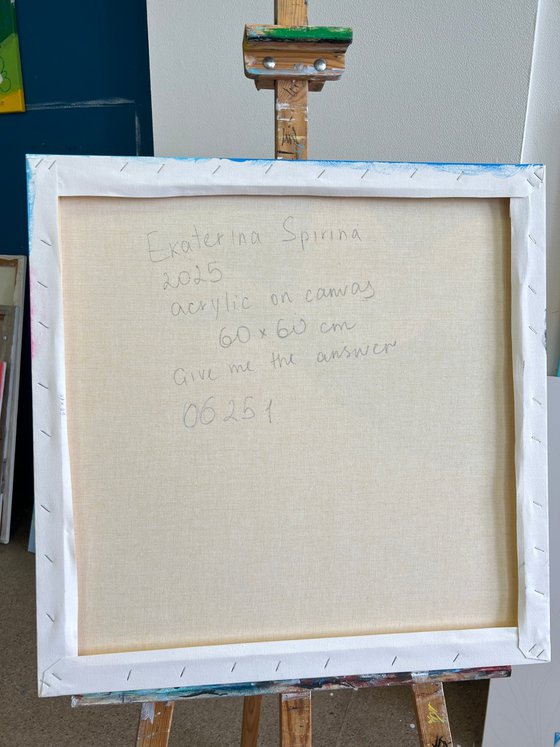 Ekaterina Spirina
2025
acrylic on canvas
60 x 60 cm
Give me the answer
06251